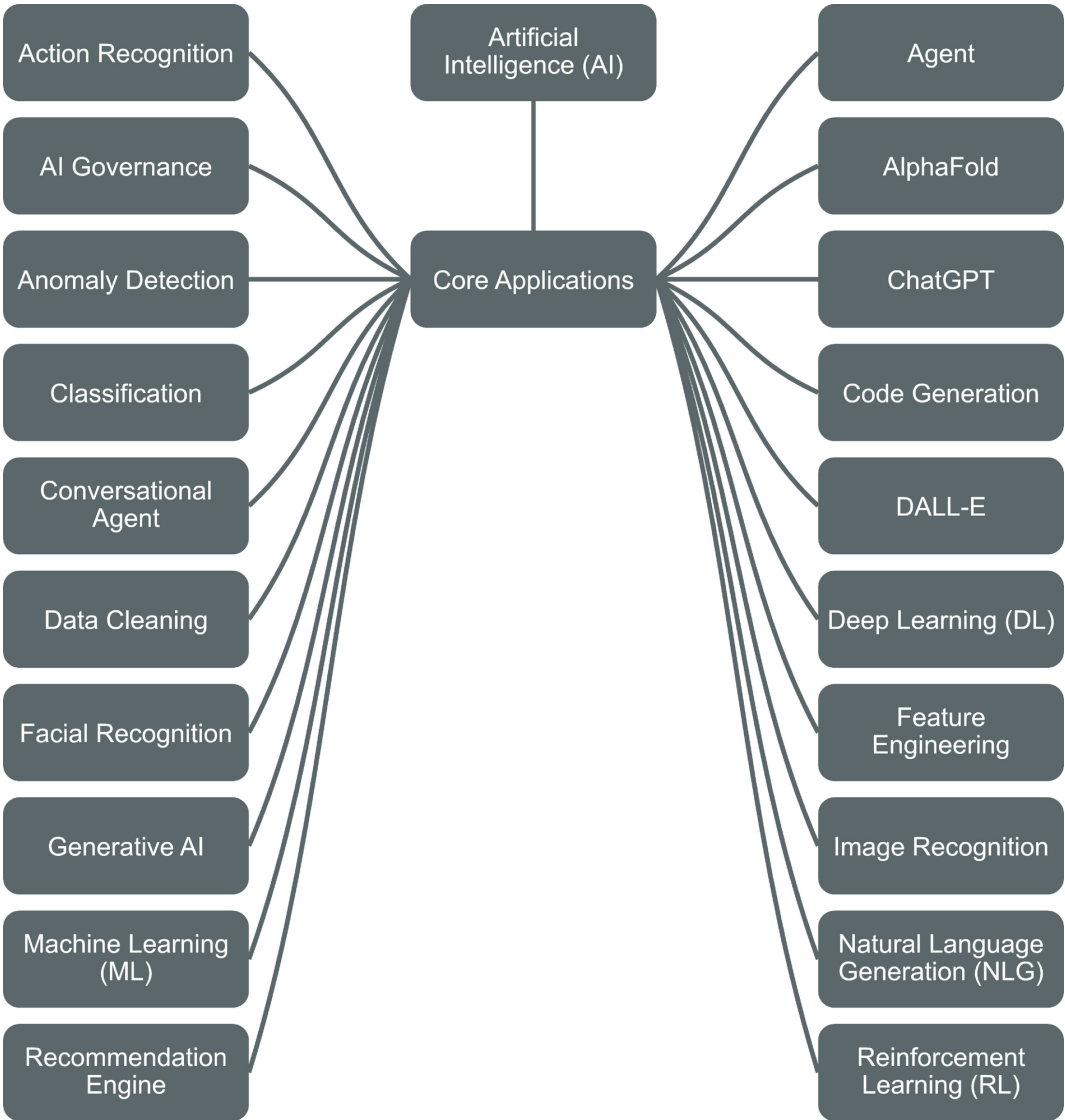 Action Recognition
Artificial
Intelligence (AI)
Agent
AI Governance
AlphaFold
Anomaly Detection
Core Applications
ChatGPT
Classification
Code Generation
Conversational
Agent
DALL-E
Data Cleaning
Deep Learning (DL)
Facial Recognition
Feature
Engineering
Generative AI
Image Recognition
Machine Learning
(ML)
Natural Language
Generation (NLG)
Recommendation
Engine
Reinforcement
Learning (RL)